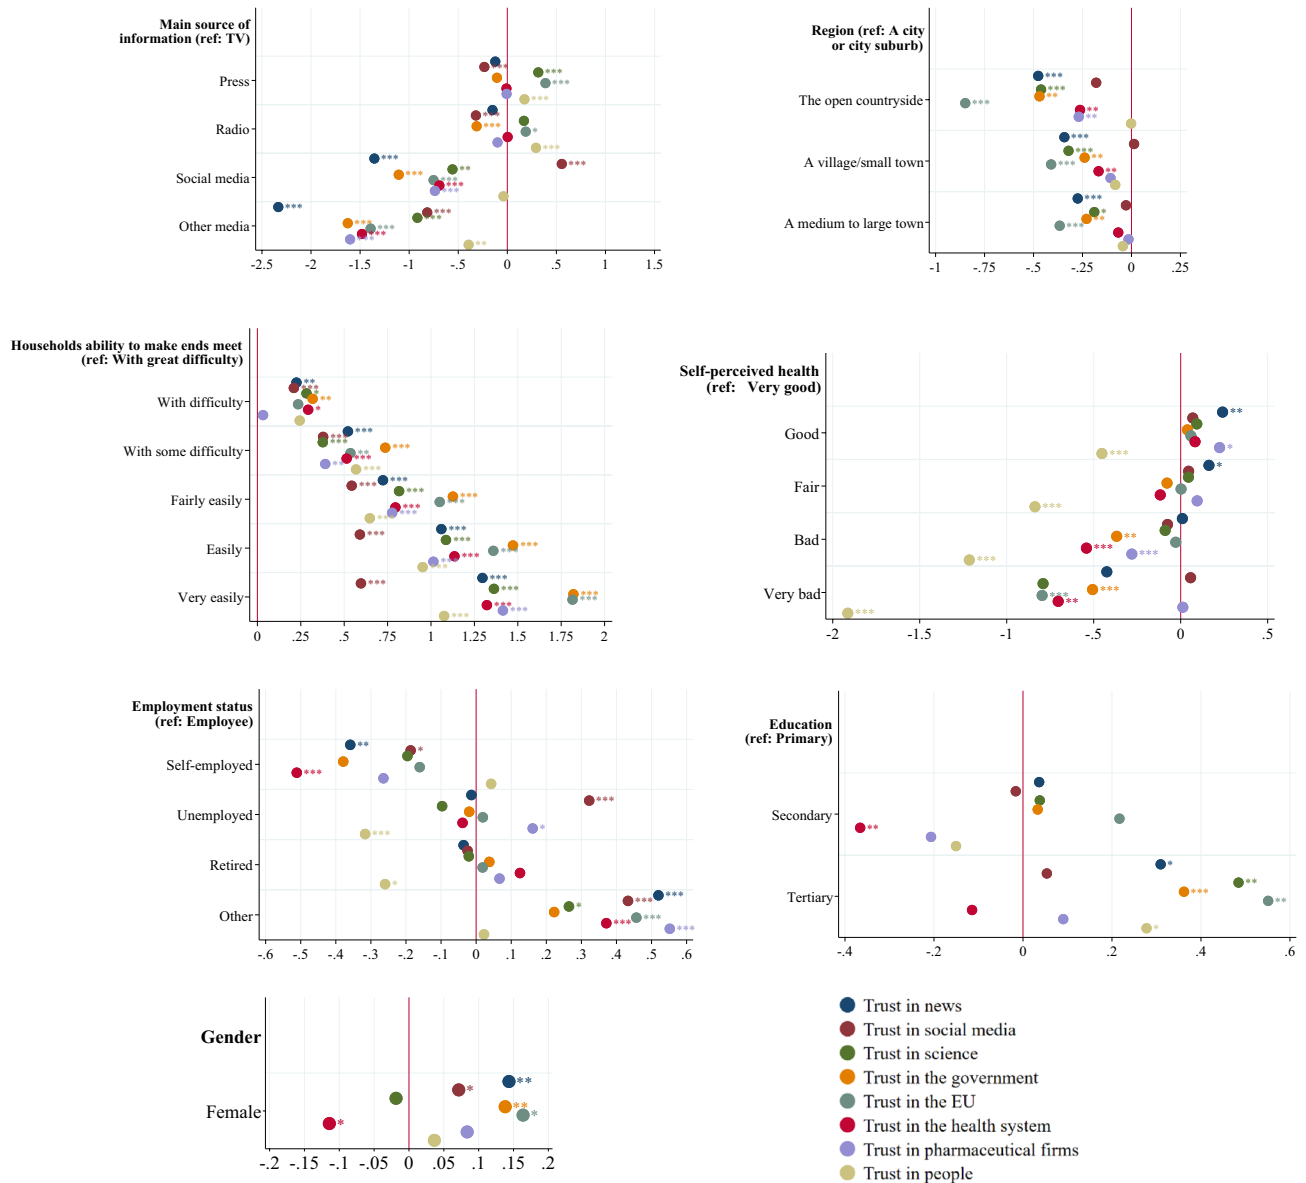 Main source of
information (ref: TV)
Press
***
***
***
***
Radio
***
***
*
***
Social media
***
***
***
**
***
***
***
Other media
***
***
***
***
***
***
***
**
-2.5 -2 -1.5 -1 -.5 0 .5 1 1.5
Region (ref: A city
or city suburb)
The open countryside
***
***
**
***
**
**
A village/small town
***
***
**
***
**
A medium to large town
***
*
**
***
-1 -.75 -.5 -.25 0 .25
Households ability to make ends meet
(ref: With great difficulty)
With difficulty
**
***
**
*
With some difficulty
***
***
***
***
**
***
**
***
Fairly easily
***
***
***
***
***
***
***
Easily
***
***
***
***
***
***
***
***
Very easily
***
***
***
***
***
***
***
***
0 .25 .5 .75 1 1.25 1.5 1.75 2
Self-perceived health
(ref: Very good)
Good
**
*
***
Fair
*
***
Bad
**
***
***
***
Very bad
***
***
**
***
-2 -1.5 -1 -.5 0 .5
Employment status
(ref: Employee)
Self-employed
**
*
***
Unemployed
***
*
***
Retired
*
Other
***
***
*
***
***
***
-.6 -.5 -.4 -.3 -.2 -.1 0 .1 .2 .3 .4 .5 .6
Education
(ref: Primary)
Secondary
**
Tertiary
*
**
***
**
*
-.4 -.2 0 .2 .4 .6
Gender
Female
**
*
**
*
*
-.2 -.15 -.1 -.05 0 .05 .1 .15 .2
Trust in news
Trust in social media
Trust in science
Trust in the government
Trust in the EU
Trust in the health system
Trust in pharmaceutical firms
Trust in people